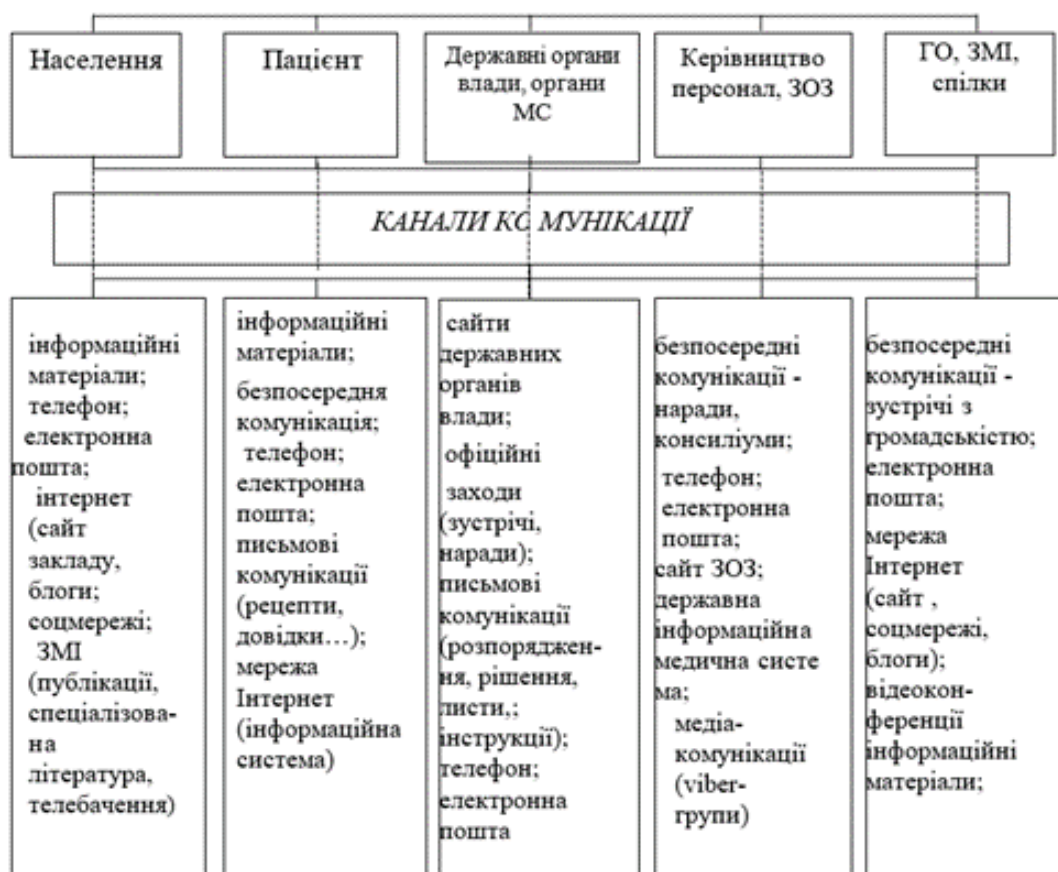 Населення
Пацієнт
Державні органи
влади, органи
МС
Керівництво
персонал, ЗОЗ
ГО, ЗМІ,
спілки
КАНАЛИ КОМУНІКАЦІЇ
інформаційні
матеріали;
телефон;
електронна
пошта;
інтернет
(сайт
закладу,
блоги;
соцмережі;
ЗМІ
(публікації,
спеціалізова-
на
література,
телебачення)
інформаційні
матеріали;
безпосередня
комунікація;
телефон;
електронна
пошта;
письмові
комунікації
(рецепти,
довідки...);
мережа
Інтернет
(інформаційна
система)
сайти
державних
органів
влади;
офіційні
заходи
(зустрічі,
наради);
письмові
комунікації
(розпоряджен-
ня, рішення,
листи,;
інструкції);
телефон;
електронна
пошта
безпосередні
комунікації -
наради,
консиліуми;
телефон;
електронна
пошта;
сайт ЗОЗ;
державна
інформаційна
медична систе
ма;
медіа-
комунікації
(viber-
групи)
безпосередні
комунікації -
зустрічі з
громадськістю;
електронна
пошта;
мережа
Інтернет
(сайт ,
соцмережі,
блоги);
відеокон-
ференції
інформаційні
матеріали;